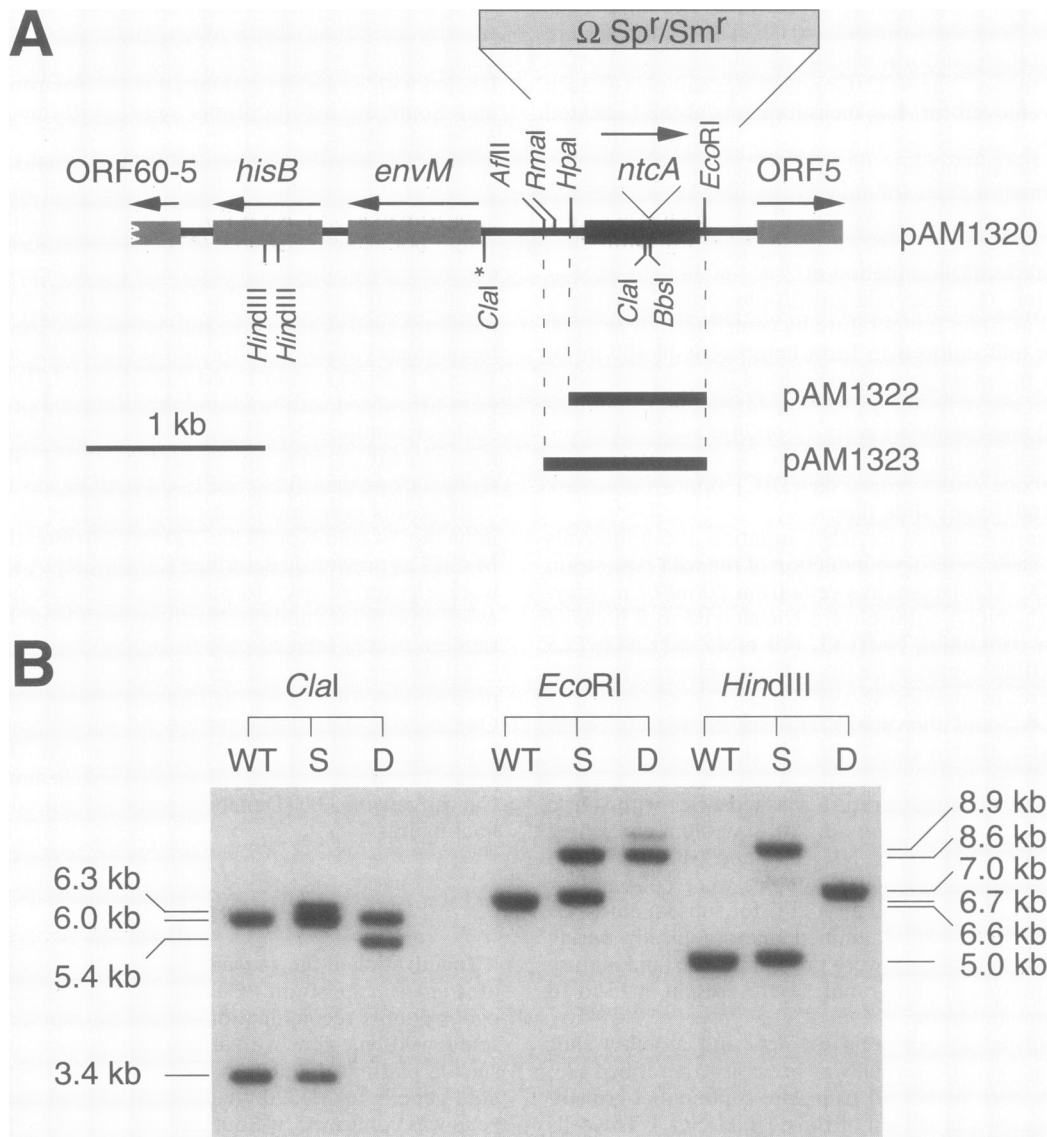 A
Ω Spʳ/Smʳ
ORF60-5 hisB envM AflII RmaI HpaI ntcA EcoRI ORF5
pAM1320
HindIII HindIII ClaI* ClaI BbsI
pAM1322
1 kb
pAM1323
B
ClaI EcoRI HindIII
WT S D WT S D WT S D
8.9 kb
8.6 kb
7.0 kb
6.7 kb
6.6 kb
5.0 kb
6.3 kb
6.0 kb
5.4 kb
3.4 kb